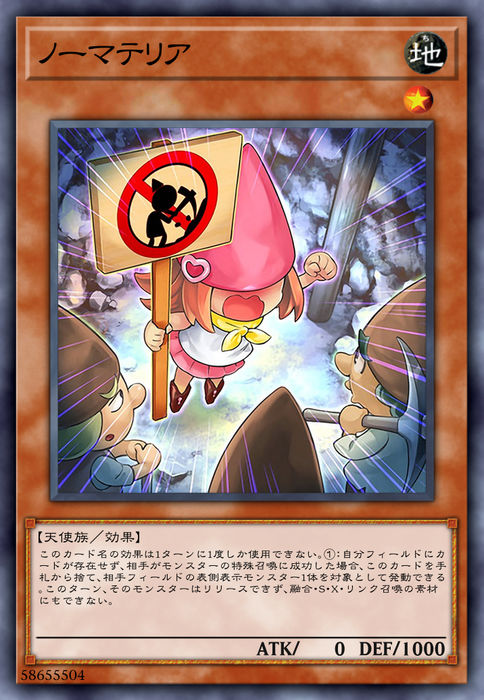 ノーマテリア
ち
地
【天使族／効果】
このカード名の効果は1ターンに1度しか使用できない。①:自分フィールドにカ
ードが存在せず、相手がモンスターの特殊召喚に成功した場合、このカードを手
札から捨て、相手フィールドの表側表示モンスター1体を対象として発動できる
。このターン、そのモンスターはリリースできず、融合・S・X・リンク召喚の素材
にもできない。
ATK/ 0 DEF/1000
58655504